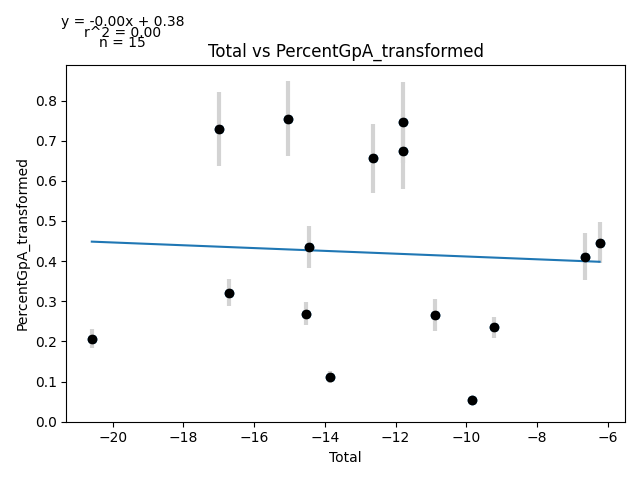 y = -0.00x + 0.38
r^2 = 0.00
n = 15
Total vs PercentGpA_transformed
PercentGpA_transformed
0.8
0.7
0.6
0.5
0.4
0.3
0.2
0.1
0.0
−20
−18
−16
−14
−12
−10
−8
−6
Total